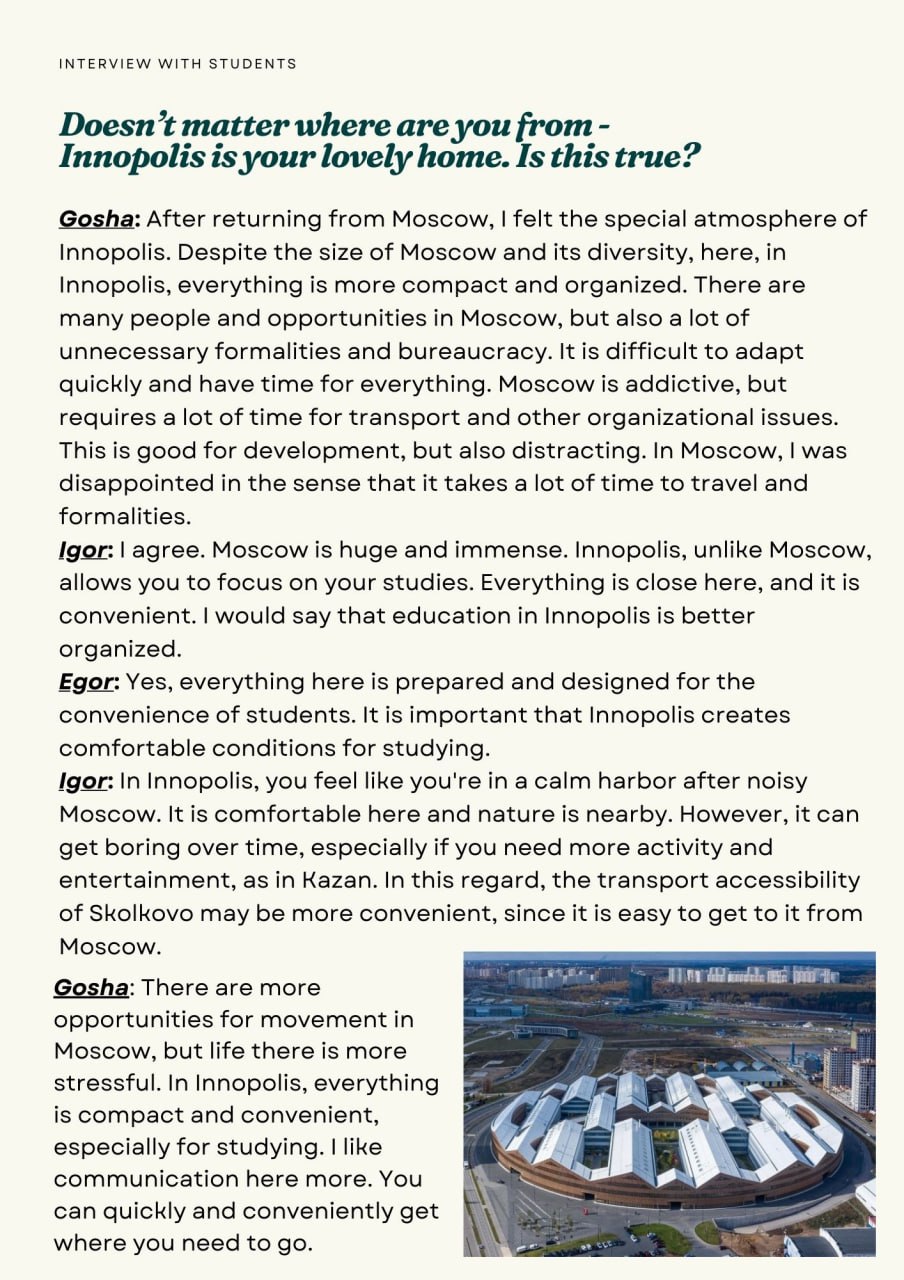 INTERVIEW WITH STUDENTS
Doesn't matter where are you from -
Innopolis is your lovely home. Is this true?
Gosha: After returning from Moscow, I felt the special atmosphere of
Innopolis. Despite the size of Moscow and its diversity, here, in
Innopolis, everything is more compact and organized. There are
many people and opportunities in Moscow, but also a lot of
unnecessary formalities and bureaucracy. It is difficult to adapt
quickly and have time for everything. Moscow is addictive, but
requires a lot of time for transport and other organizational issues.
This is good for development, but also distracting. In Moscow, I was
disappointed in the sense that it takes a lot of time to travel and
formalities.
Igor: I agree. Moscow is huge and immense. Innopolis, unlike Moscow,
allows you to focus on your studies. Everything is close here, and it is
convenient. I would say that education in Innopolis is better
organized.
Egor: Yes, everything here is prepared and designed for the
convenience of students. It is important that Innopolis creates
comfortable conditions for studying.
Igor: In Innopolis, you feel like you're in a calm harbor after noisy
Moscow. It is comfortable here and nature is nearby. However, it can
get boring over time, especially if you need more activity and
entertainment, as in Kazan. In this regard, the transport accessibility
of Skolkovo may be more convenient, since it is easy to get to it from
Moscow.
Gosha: There are more
opportunities for movement in
Moscow, but life there is more
stressful. In Innopolis, everything
is compact and convenient,
especially for studying. I like
communication here more. You
can quickly and conveniently get
where you need to go.